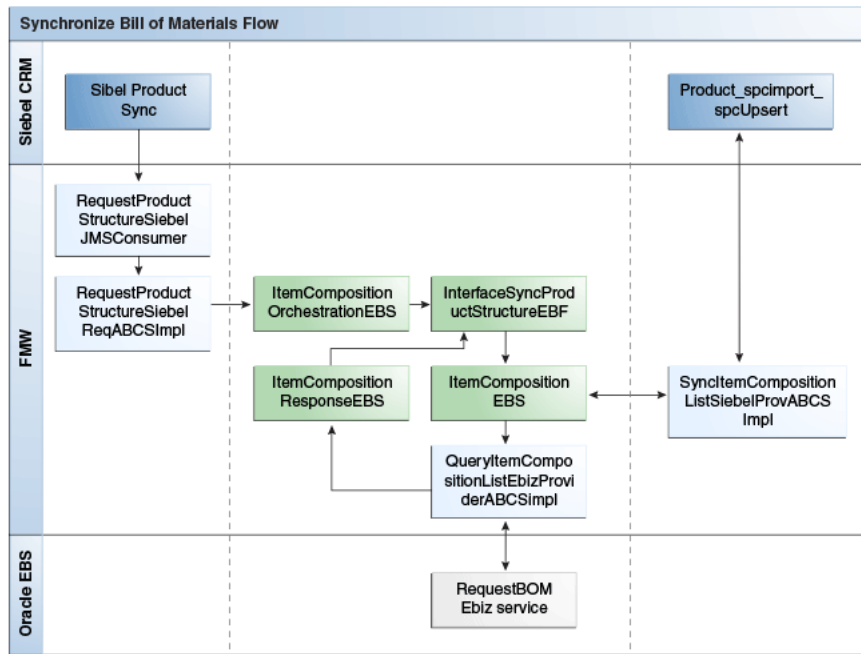 Synchronize Bill of Materials Flow
Siebel CRM
Sibel Product
Sync
Product_spcimport_
spcUpsert
FMW
RequestProduct
StructureSiebel
JMSConsumer
RequestProduct
StructureSiebel
ReqABCSImpl
ItemComposition
OrchestrationEBS
InterfaceSyncProd
uctStructureEBF
ItemComposition
ResponseEBS
ItemComposition
EBS
SyncItemComposition
ListSiebelProvABCS
Impl
QueryItemCompo
sitionListEbizProvi
derABCSimpl
Oracle EBS
RequestBOM
Ebiz service